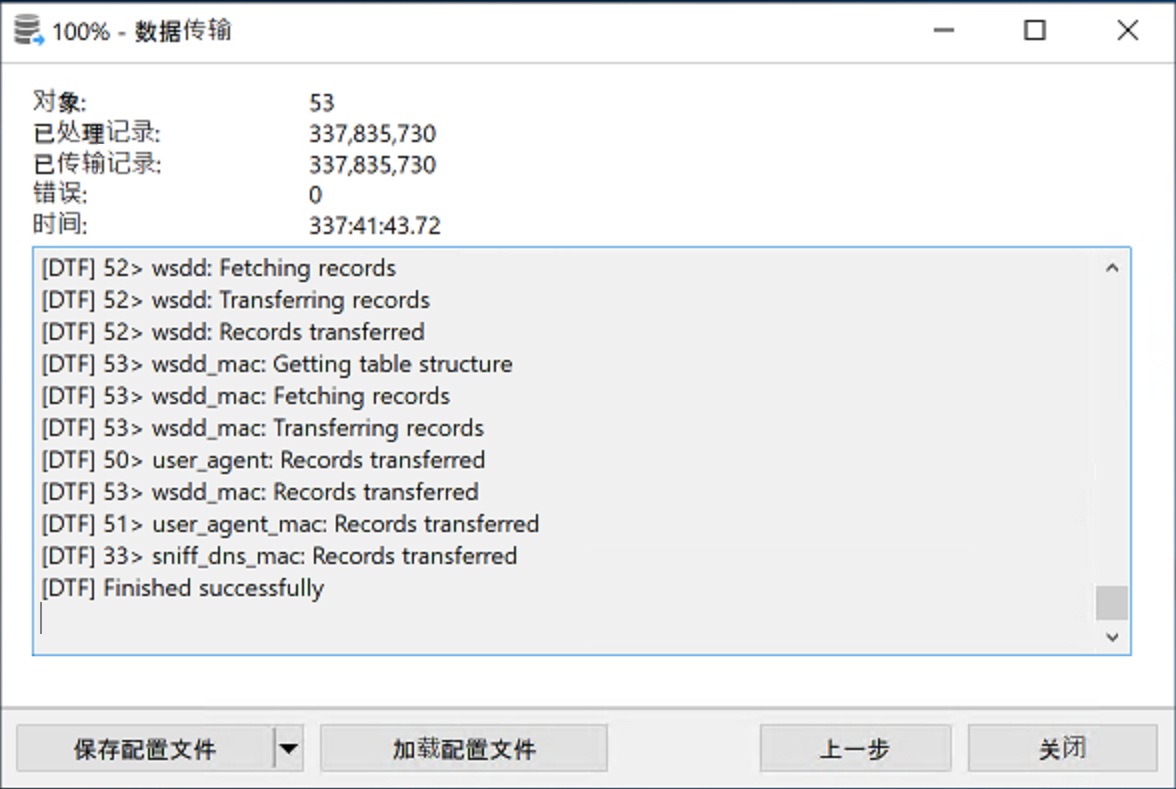 100% - 数据传输
对象: 53
已处理记录: 337,835,730
已传输记录: 337,835,730
错误: 0
时间: 337:41:43.72
[DTF] 52> wsdd: Fetching records
[DTF] 52> wsdd: Transferring records
[DTF] 52> wsdd: Records transferred
[DTF] 53> wsdd_mac: Getting table structure
[DTF] 53> wsdd_mac: Fetching records
[DTF] 53> wsdd_mac: Transferring records
[DTF] 50> user_agent: Records transferred
[DTF] 53> wsdd_mac: Records transferred
[DTF] 51> user_agent_mac: Records transferred
[DTF] 33> sniff_dns_mac: Records transferred
[DTF] Finished successfully
保存配置文件 加载配置文件 上一步 关闭